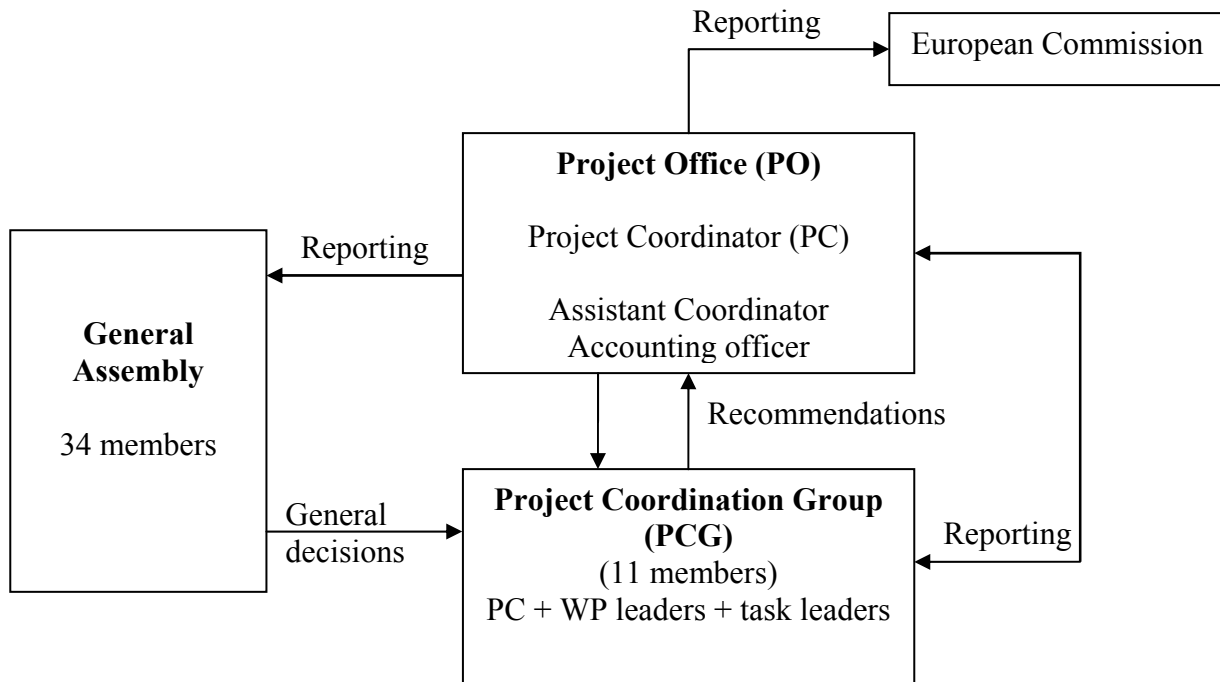 Reporting
European Commission
Project Office (PO)
Project Coordinator (PC)
Assistant Coordinator
Accounting officer
Reporting
General
Assembly
34 members
Recommendations
General
decisions
Project Coordination Group
(PCG)
(11 members)
PC + WP leaders + task leaders
Reporting